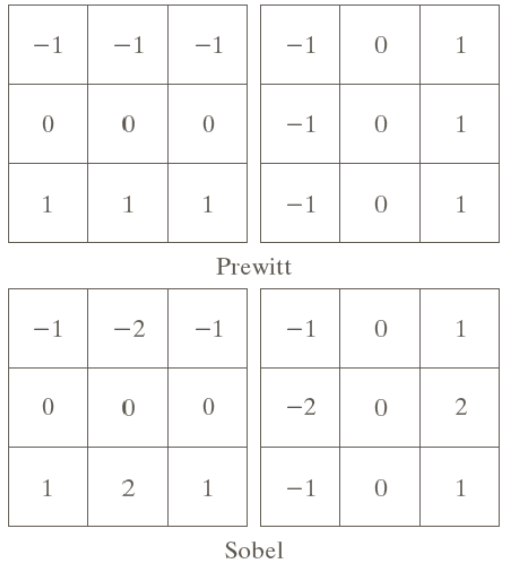 −1 −1 −1 −1 0 1
0 0 0 −1 0 1
1 1 1 −1 0 1
Prewitt
−1 −2 −1 −1 0 1
0 0 0 −2 0 2
1 2 1 −1 0 1
Sobel